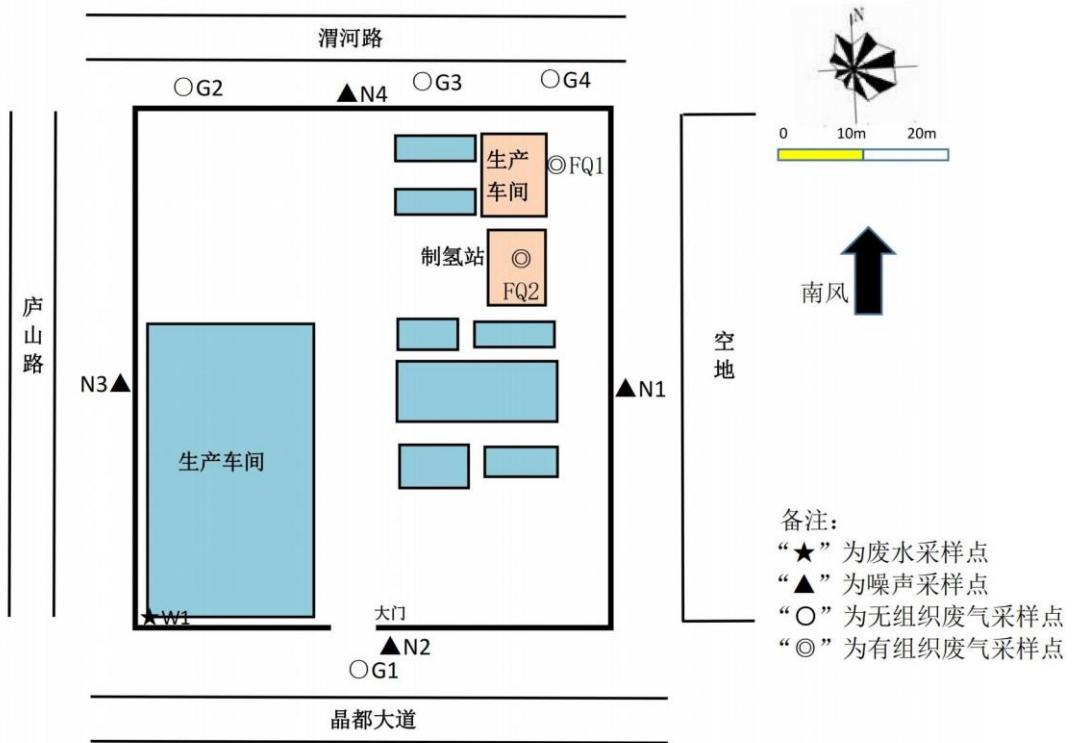 渭河路
N
○G2
▲N4
○G3
○G4
0 10m 20m
生产
车间
◎FQ1
制氢站
◎
FQ2
南风
庐山路
空地
N3▲
▲N1
生产车间
★W1
大门
▲N2
○G1
晶都大道
备注：
“★”为废水采样点
“▲”为噪声采样点
“○”为无组织废气采样点
“◎”为有组织废气采样点